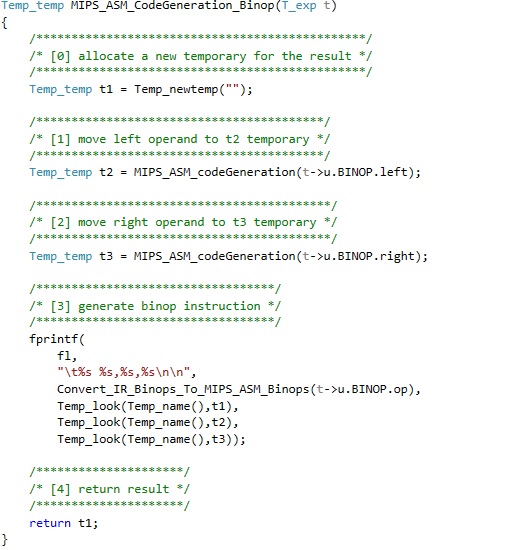 Temp_temp MIPS_ASM_CodeGeneration_Binop(T_exp t)
{
    /***********************************************/
    /* [0] allocate a new temporary for the result */
    /***********************************************/
    Temp_temp t1 = Temp_newtemp("");

    /*****************************************/
    /* [1] move left operand to t2 temporary */
    /*****************************************/
    Temp_temp t2 = MIPS_ASM_codeGeneration(t->u.BINOP.left);

    /******************************************/
    /* [2] move right operand to t3 temporary */
    /******************************************/
    Temp_temp t3 = MIPS_ASM_codeGeneration(t->u.BINOP.right);

    /**********************************/
    /* [3] generate binop instruction */
    /**********************************/
    fprintf(
        fl,
        "\t%s %s,%s,%s\n\n",
        Convert_IR_Binops_To_MIPS_ASM_Binops(t->u.BINOP.op),
        Temp_look(Temp_name(),t1),
        Temp_look(Temp_name(),t2),
        Temp_look(Temp_name(),t3));

    /*********************/
    /* [4] return result */
    /*********************/
    return t1;
}